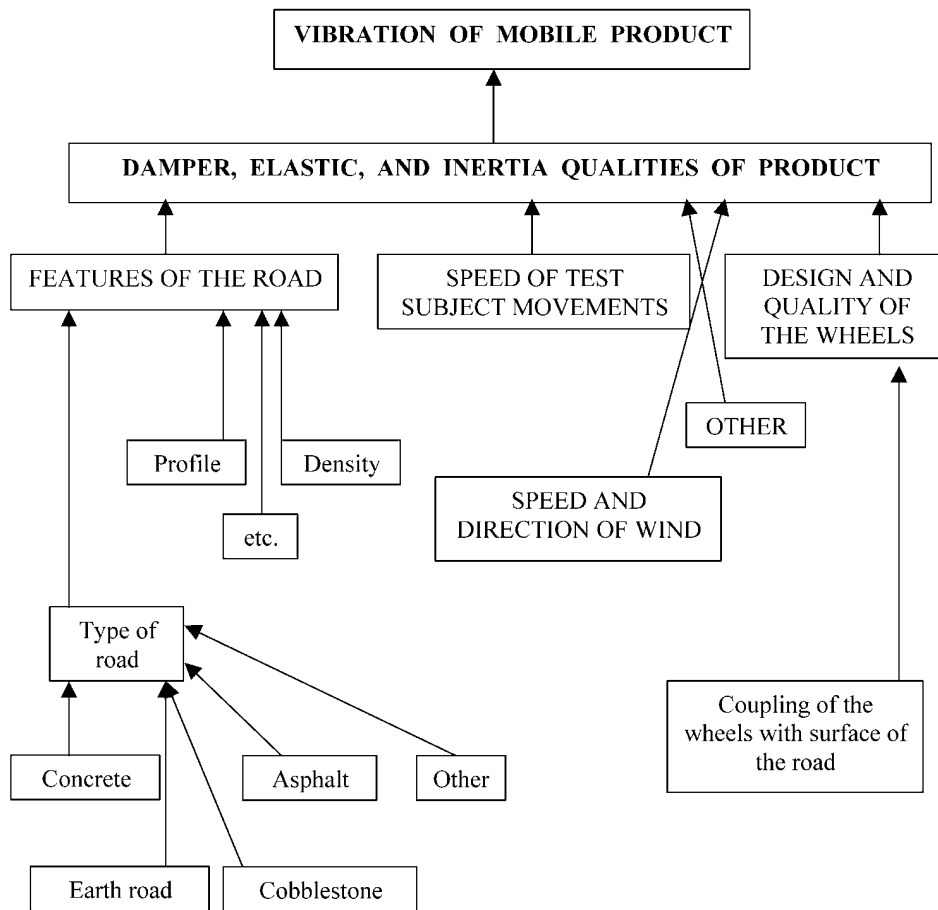 VIBRATION OF MOBILE PRODUCT
DAMPER, ELASTIC, AND INERTIA QUALITIES OF PRODUCT
FEATURES OF THE ROAD
SPEED OF TEST
SUBJECT MOVEMENTS
DESIGN AND
QUALITY OF
THE WHEELS
OTHER
Profile
Density
SPEED AND
DIRECTION OF WIND
etc.
Type of
road
Coupling of the
wheels with surface of
the road
Concrete
Asphalt
Other
Earth road
Cobblestone